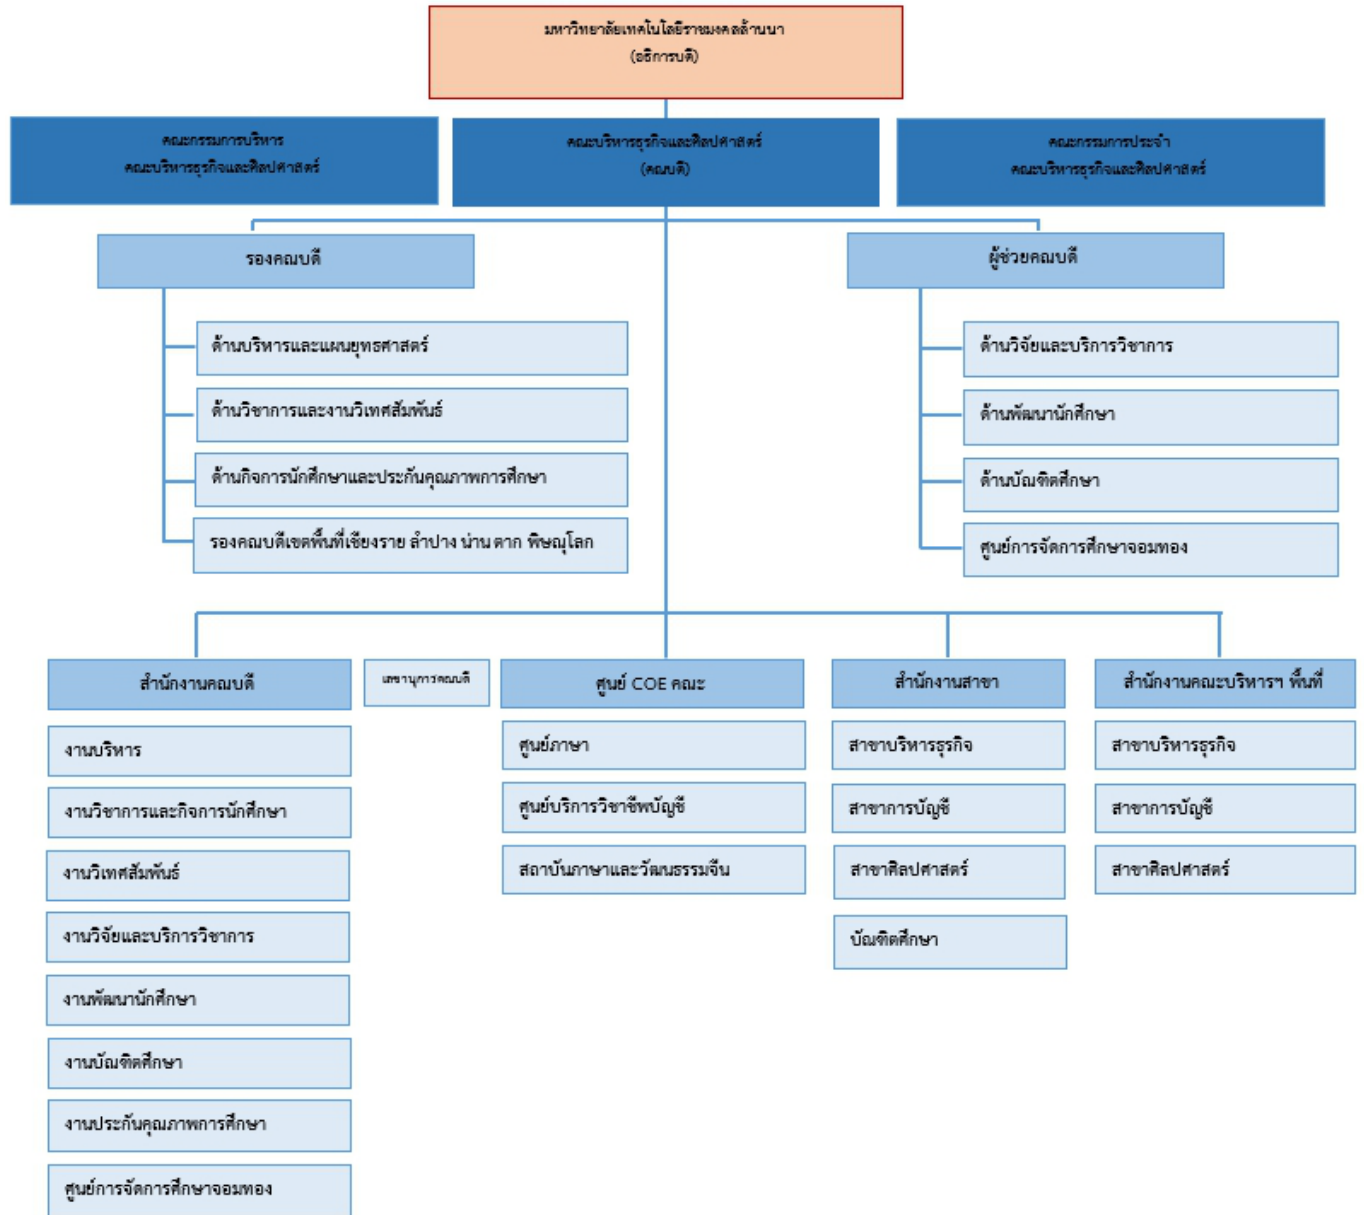 มหาวิทยาลัยเทคโนโลยีราชมงคลล้านนา
(อธิการบดี)
คณะกรรมการบริหาร
คณะบริหารธุรกิจและศิลปศาสตร์
คณะบริหารธุรกิจและศิลปศาสตร์
(คณบดี)
คณะกรรมการประจำ
คณะบริหารธุรกิจและศิลปศาสตร์
รองคณบดี
ด้านบริหารและแผนยุทธศาสตร์
ด้านวิชาการและงานวิเทศสัมพันธ์
ด้านกิจการนักศึกษาและประกันคุณภาพการศึกษา
รองคณบดีเขตพื้นที่เชียงราย ลำปาง น่าน ตาก พิษณุโลก
ผู้ช่วยคณบดี
ด้านวิจัยและบริการวิชาการ
ด้านพัฒนานักศึกษา
ด้านบัณฑิตศึกษา
ศูนย์การจัดการศึกษาจอมทอง
สำนักงานคณบดี
งานบริหาร
งานวิชาการและกิจการนักศึกษา
งานวิเทศสัมพันธ์
งานวิจัยและบริการวิชาการ
งานพัฒนานักศึกษา
งานบัณฑิตศึกษา
งานประกันคุณภาพการศึกษา
ศูนย์การจัดการศึกษาจอมทอง
เลขานุการคณบดี
ศูนย์ COE คณะ
ศูนย์ภาษา
ศูนย์บริการวิชาชีพบัญชี
สถาบันภาษาและวัฒนธรรมจีน
สำนักงานสาขา
สาขาบริหารธุรกิจ
สาขาการบัญชี
สาขาศิลปศาสตร์
บัณฑิตศึกษา
สำนักงานคณะบริหารฯ พื้นที่
สาขาบริหารธุรกิจ
สาขาการบัญชี
สาขาศิลปศาสตร์